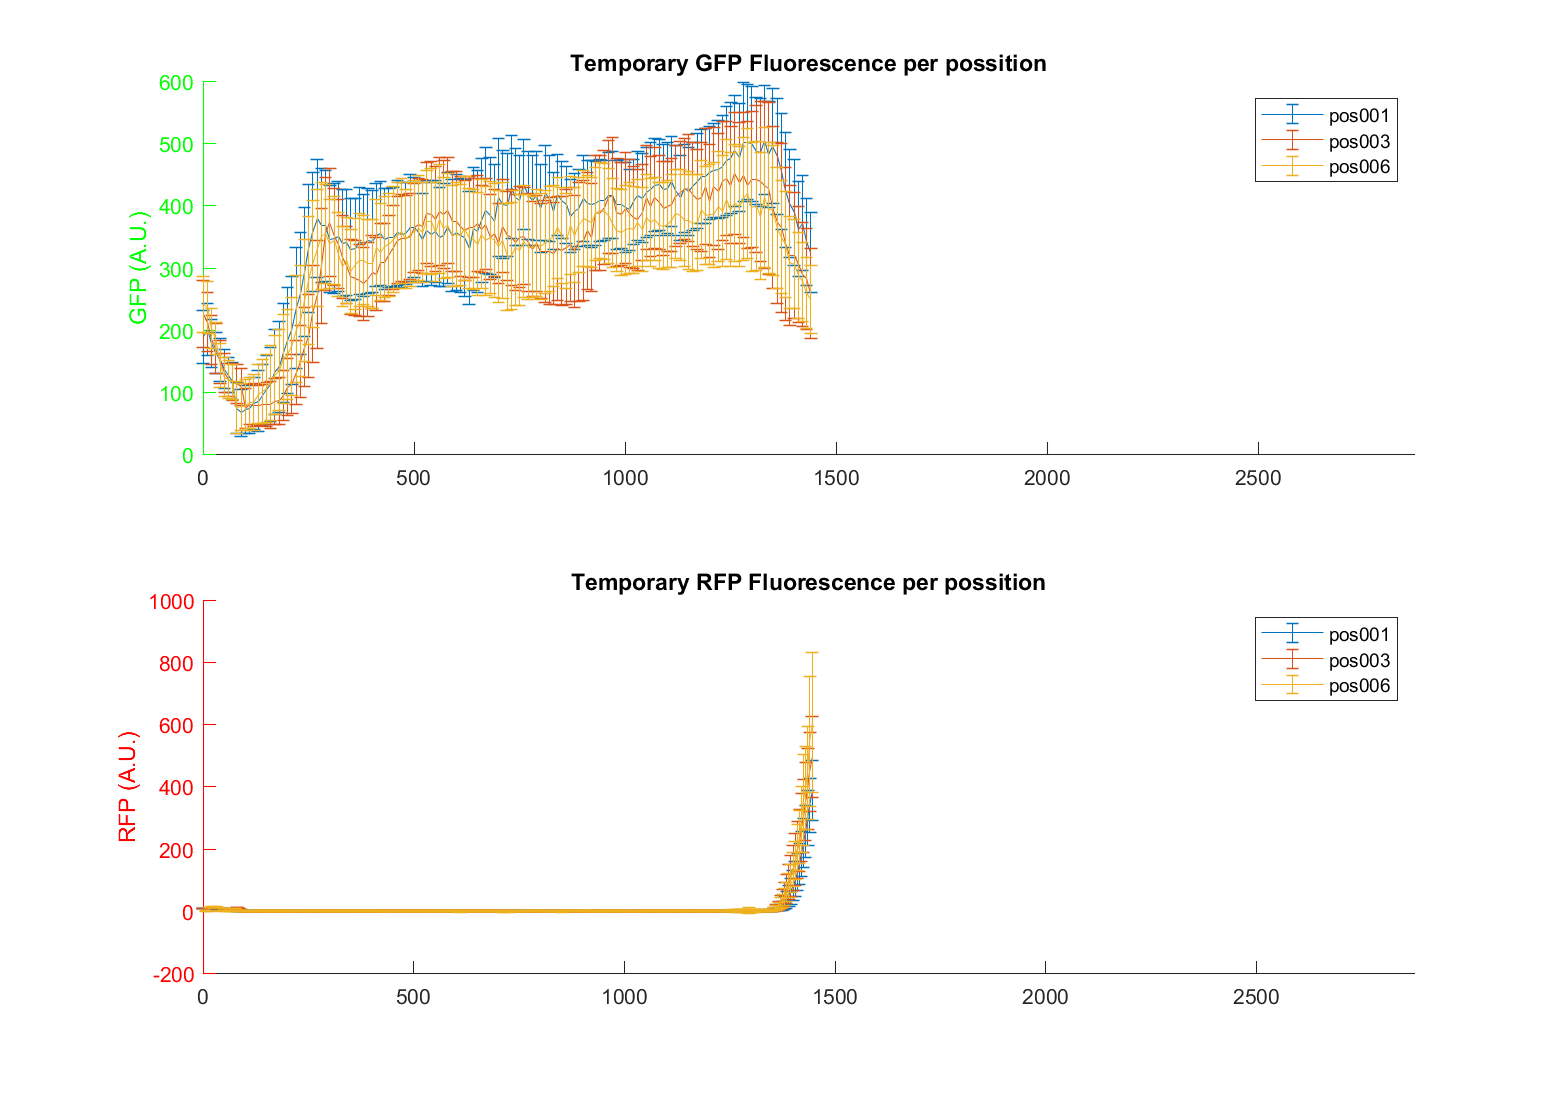 Temporary GFP Fluorescence per possition
GFP (A.U.)
600
500
400
300
200
100
0
0 500 1000 1500 2000 2500
pos001
pos003
pos006
Temporary RFP Fluorescence per possition
RFP (A.U.)
1000
800
600
400
200
0
-200
0 500 1000 1500 2000 2500
pos001
pos003
pos006